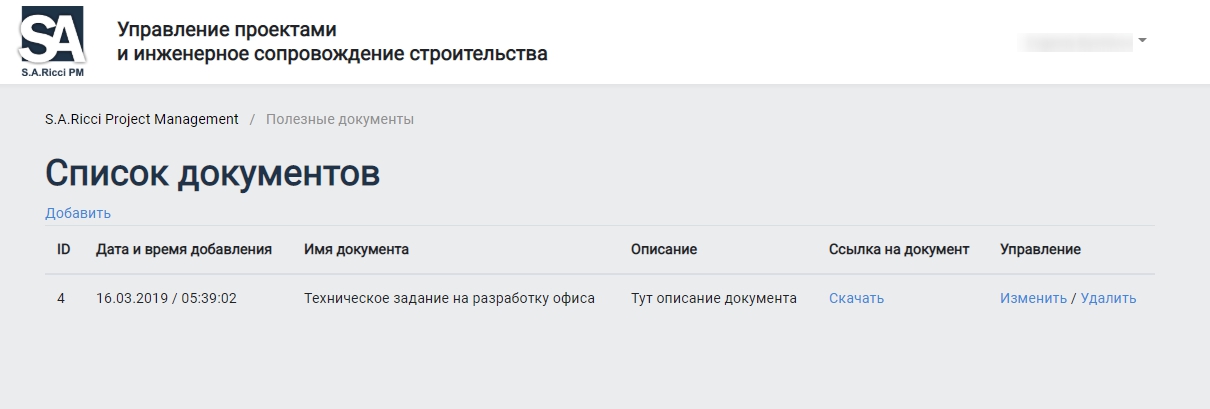 SA
S.A.Ricci PM
Управление проектами
и инженерное сопровождение строительства
S.A.Ricci Project Management / Полезные документы
Список документов
Добавить
ID Дата и время добавления Имя документа Описание Ссылка на документ Управление
4 16.03.2019 / 05:39:02 Техническое задание на разработку офиса Тут описание документа Скачать Изменить / Удалить